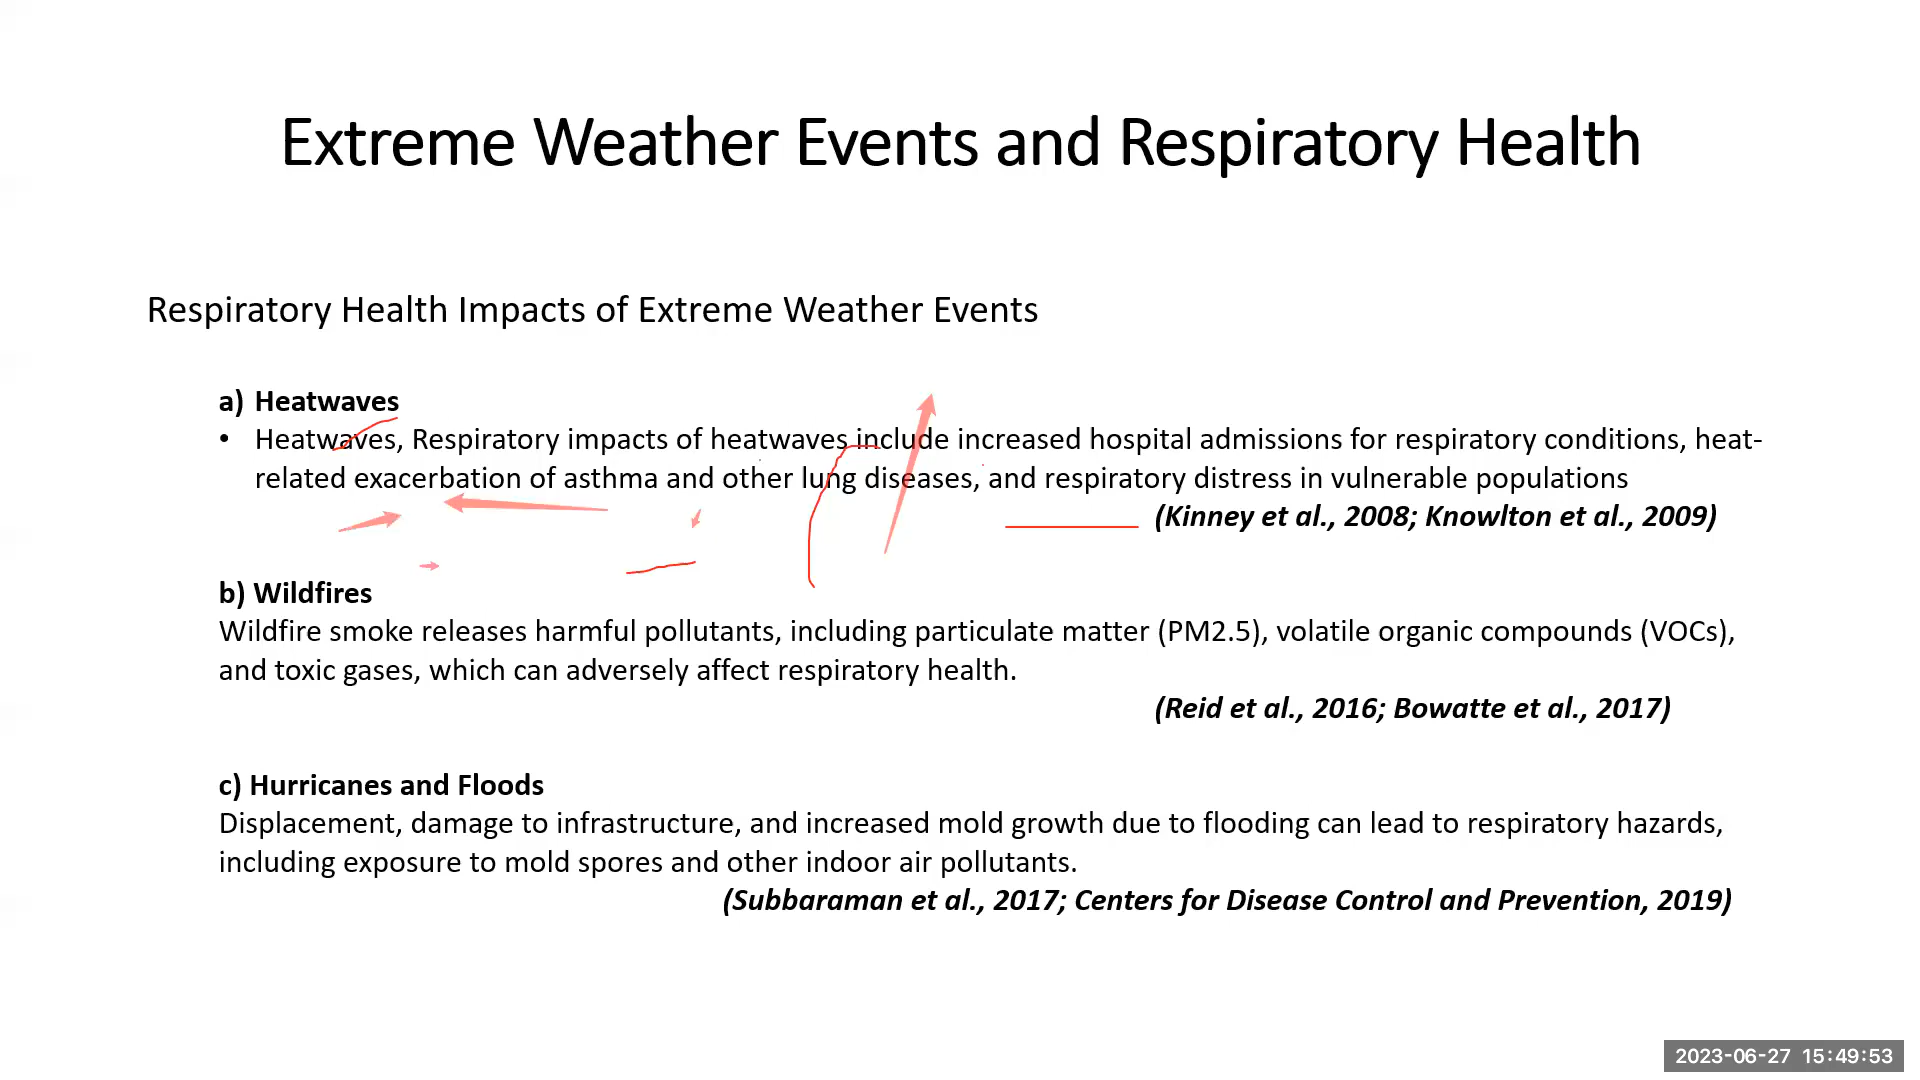 Extreme Weather Events and Respiratory Health
Respiratory Health Impacts of Extreme Weather Events
a) Heatwaves
• Heatwaves, Respiratory impacts of heatwaves include increased hospital admissions for respiratory conditions, heat-
related exacerbation of asthma and other lung diseases, and respiratory distress in vulnerable populations
(Kinney et al., 2008; Knowlton et al., 2009)
b) Wildfires
Wildfire smoke releases harmful pollutants, including particulate matter (PM2.5), volatile organic compounds (VOCs),
and toxic gases, which can adversely affect respiratory health.
(Reid et al., 2016; Bowatte et al., 2017)
c) Hurricanes and Floods
Displacement, damage to infrastructure, and increased mold growth due to flooding can lead to respiratory hazards,
including exposure to mold spores and other indoor air pollutants.
(Subbaraman et al., 2017; Centers for Disease Control and Prevention, 2019)
2023-06-27 15:49:53